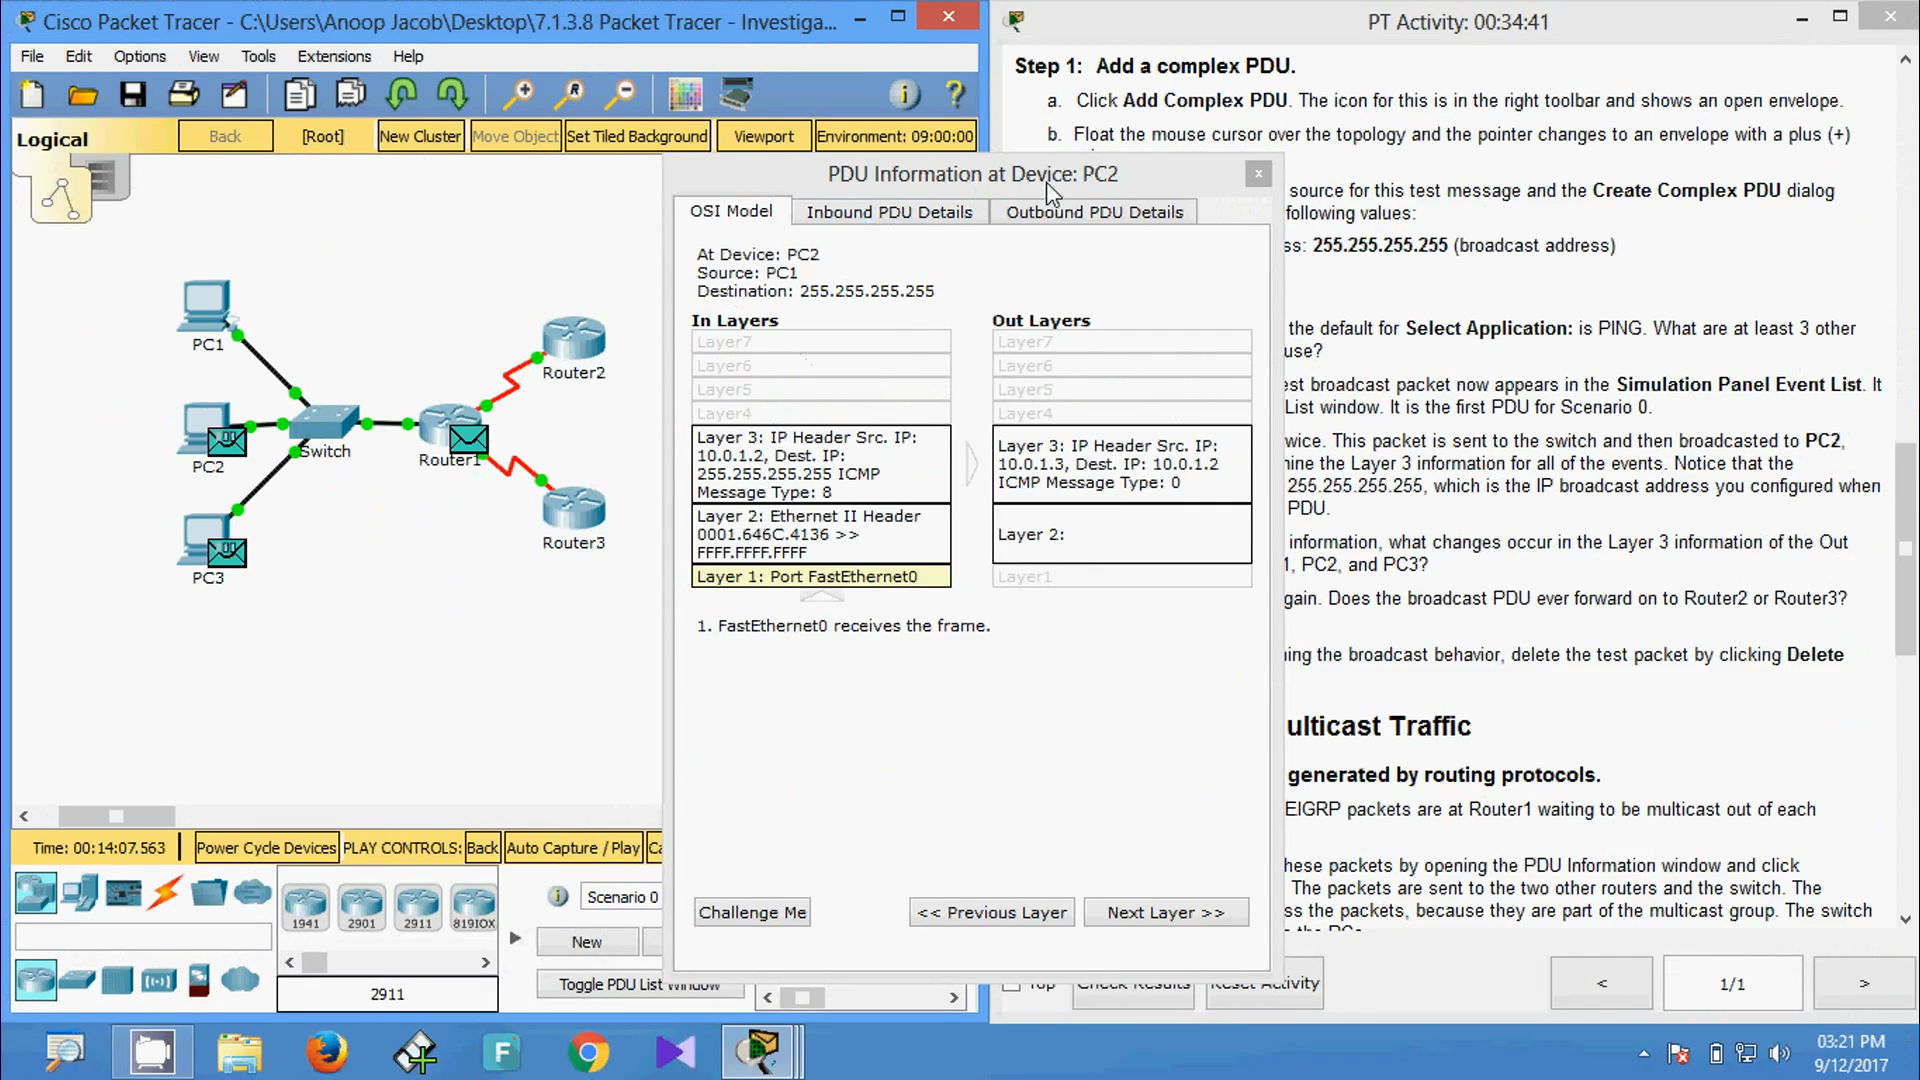 Cisco Packet Tracer - C:\Users\Anoop Jacob\Desktop\7.1.3.8 Packet Tracer - Investiga...
File Edit Options View Tools Extensions Help
Logical
Back
[Root]
New Cluster
Move Object
Set Tiled Background
Viewport
Environment: 09:00:00
PC1
PC2
PC3
Switch
Router1
Router2
Router3
PDU Information at Device: PC2
x
OSI Model
Inbound PDU Details
Outbound PDU Details
At Device: PC2
Source: PC1
Destination: 255.255.255.255
In Layers
Layer7
Layer6
Layer5
Layer4
Layer 3: IP Header Src. IP:
10.0.1.2, Dest. IP:
255.255.255.255 ICMP
Message Type: 8
Layer 2: Ethernet II Header
0001.646C.4136 >>
FFFF.FFFF.FFFF
Layer 1: Port FastEthernet0
Out Layers
Layer7
Layer6
Layer5
Layer4
Layer 3: IP Header Src. IP:
10.0.1.3, Dest. IP: 10.0.1.2
ICMP Message Type: 0
Layer 2:
Layer1
1. FastEthernet0 receives the frame.
Challenge Me
<< Previous Layer
Next Layer >>
PT Activity: 00:34:41
Step 1: Add a complex PDU.
a. Click Add Complex PDU. The icon for this is in the right toolbar and shows an open envelope.
b. Float the mouse cursor over the topology and the pointer changes to an envelope with a plus (+)
source for this test message and the Create Complex PDU dialog
following values:
ss: 255.255.255.255 (broadcast address)
the default for Select Application: is PING. What are at least 3 other
use?
est broadcast packet now appears in the Simulation Panel Event List. It
List window. It is the first PDU for Scenario 0.
wice. This packet is sent to the switch and then broadcasted to PC2,
nine the Layer 3 information for all of the events. Notice that the
255.255.255.255, which is the IP broadcast address you configured when
PDU.
information, what changes occur in the Layer 3 information of the Out
1, PC2, and PC3?
gain. Does the broadcast PDU ever forward on to Router2 or Router3?
ning the broadcast behavior, delete the test packet by clicking Delete
ulticast Traffic
generated by routing protocols.
EIGRP packets are at Router1 waiting to be multicast out of each
hese packets by opening the PDU Information window and click
The packets are sent to the two other routers and the switch. The
ss the packets, because they are part of the multicast group. The switch
Top
Check Results
Reset Activity
<
1/1
>
Time: 00:14:07.563
Power Cycle Devices
PLAY CONTROLS:
Back
Auto Capture / Play
Ca
1941
2901
2911
819IOX
2911
Scenario 0
New
Toggle PDU List Window
03:21 PM
9/12/2017